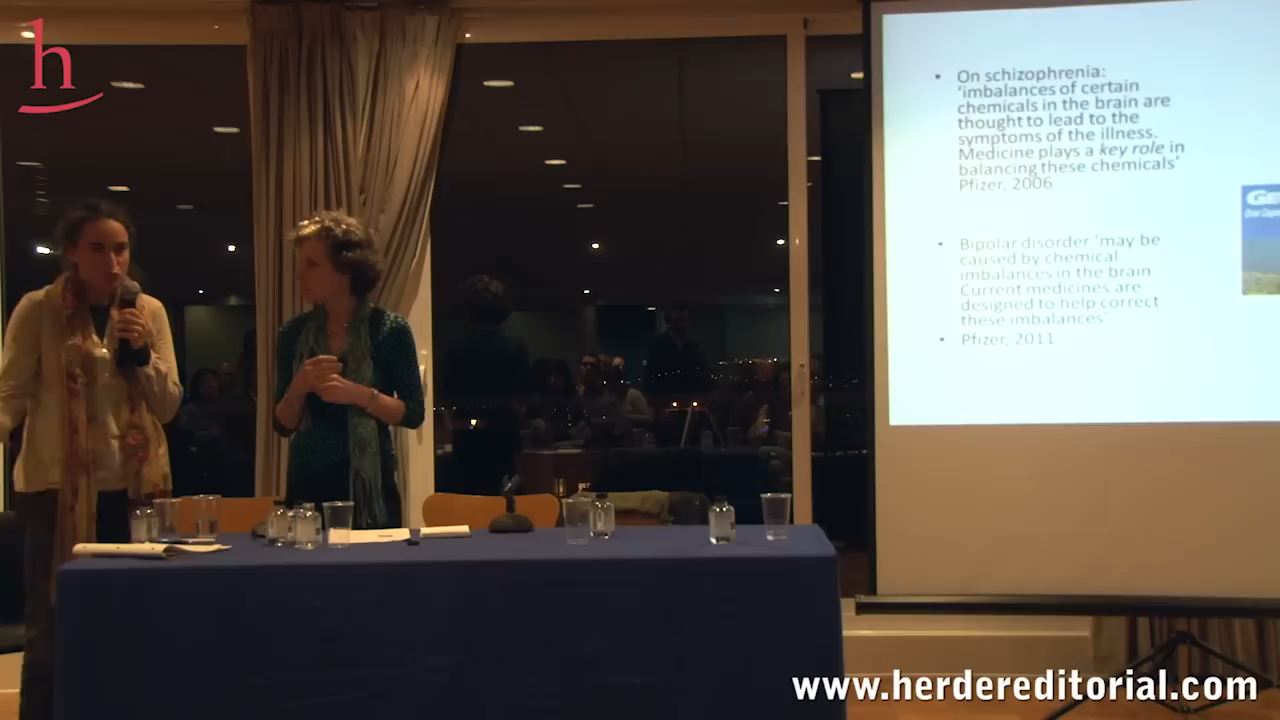 h
• On schizophrenia:
'imbalances of certain
chemicals in the brain are
thought to lead to the
symptoms of the illness.
Medicine plays a key role in
balancing these chemicals'
Pfizer, 2006
• Bipolar disorder 'may be
caused by chemical
imbalances in the brain
Current medicines are
designed to help correct
these imbalances'
• Pfizer, 2011
www.herdereditorial.com